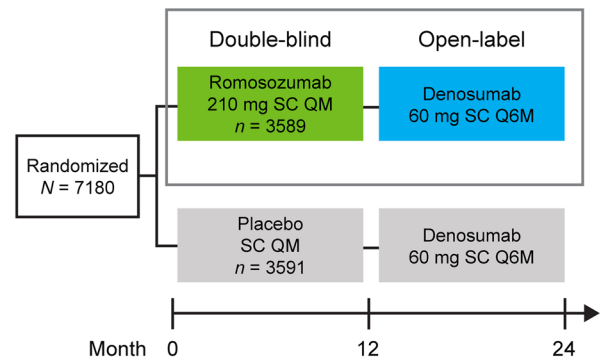 Double-blind
Open-label
Romosozumab
210 mg SC QM
n = 3589
Denosumab
60 mg SC Q6M
Randomized
N = 7180
Placebo
SC QM
n = 3591
Denosumab
60 mg SC Q6M
Month 0 12 24